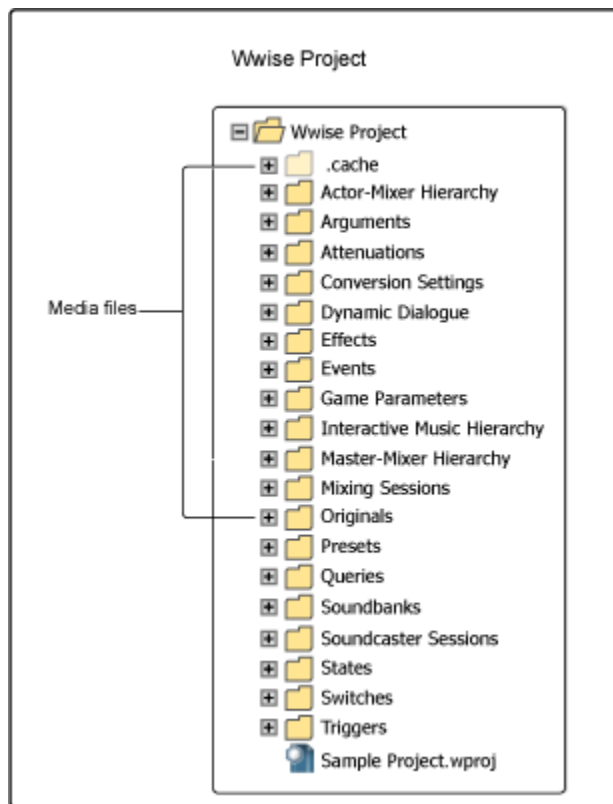 Wwise Project
Wwise Project
.cache
Actor-Mixer Hierarchy
Arguments
Attenuations
Conversion Settings
Media files
Dynamic Dialogue
Effects
Events
Game Parameters
Interactive Music Hierarchy
Master-Mixer Hierarchy
Mixing Sessions
Originals
Presets
Queries
Soundbanks
Soundcaster Sessions
States
Switches
Triggers
Sample Project.wproj